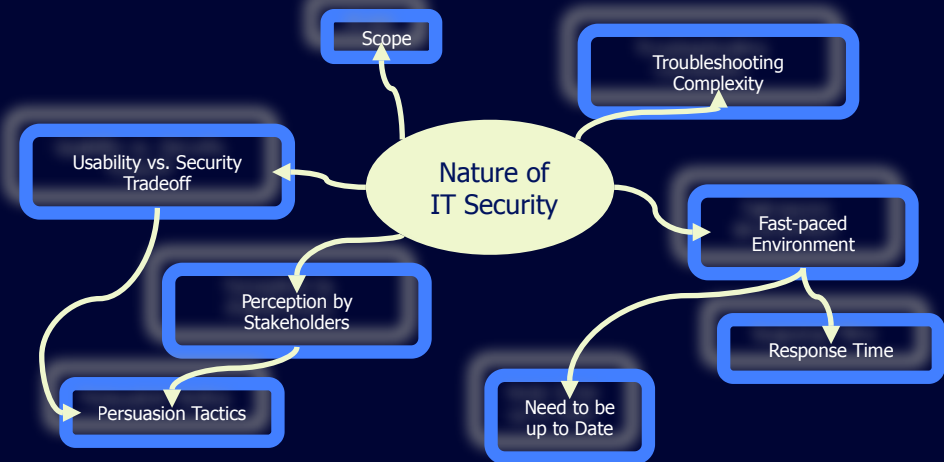 Scope
Troubleshooting
Complexity
Usability vs. Security
Tradeoff
Nature of
IT Security
Fast-paced
Environment
Perception by
Stakeholders
Response Time
Persuasion Tactics
Need to be
up to Date